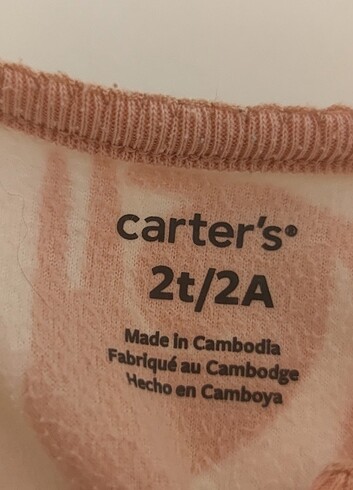 carter's®
2t/2A
Made in Cambodia
Fabriqué au Cambodge
Hecho en Camboya